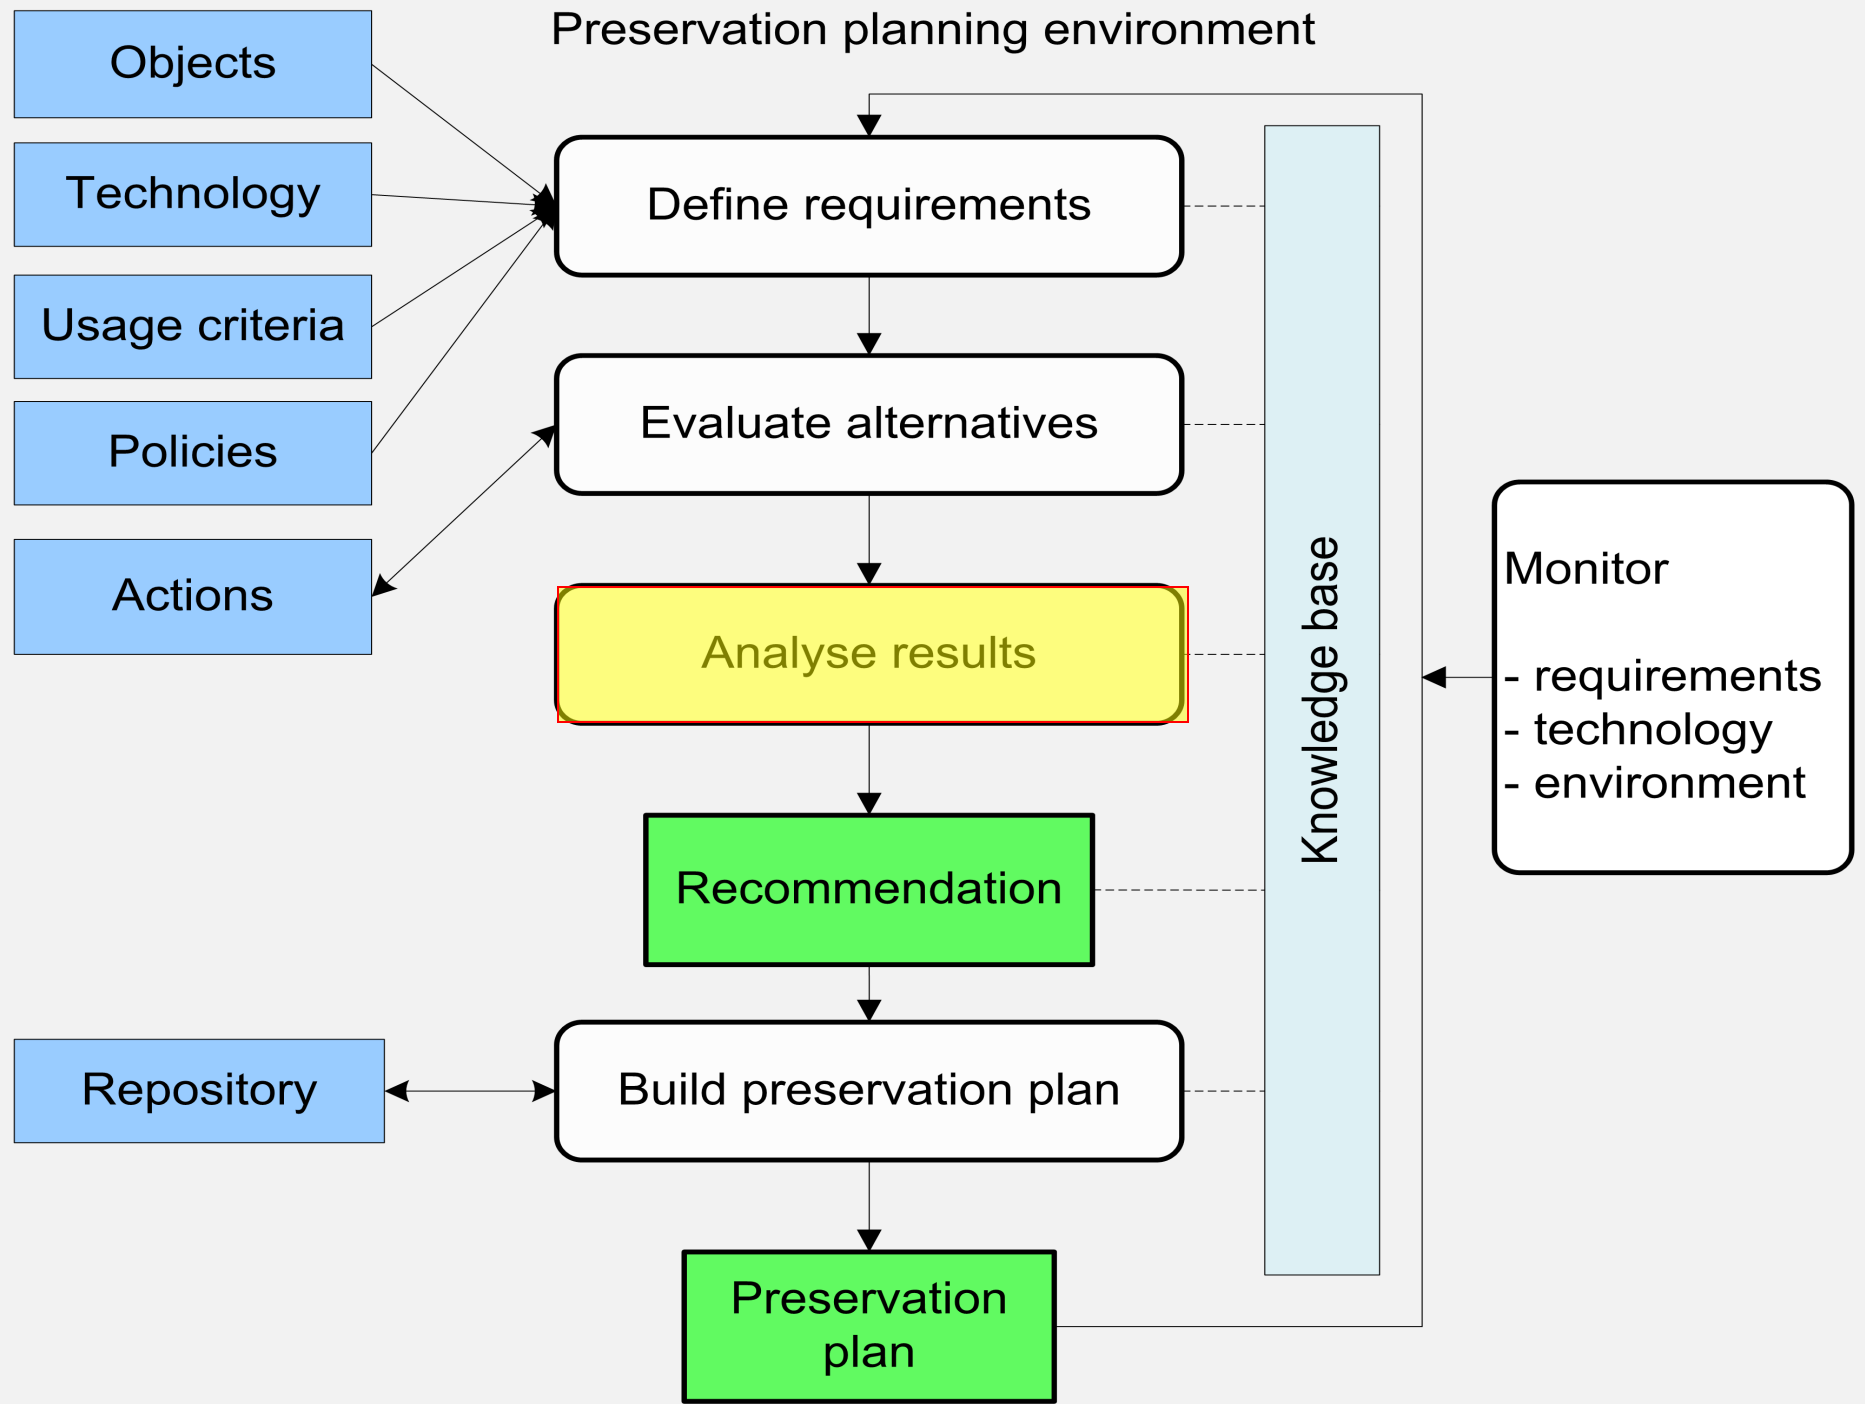 Preservation planning environment
Objects
Technology
Usage criteria
Policies
Actions
Repository
Define requirements
Evaluate alternatives
Analyse results
Recommendation
Build preservation plan
Preservation
plan
Knowledge base
Monitor
- requirements
- technology
- environment